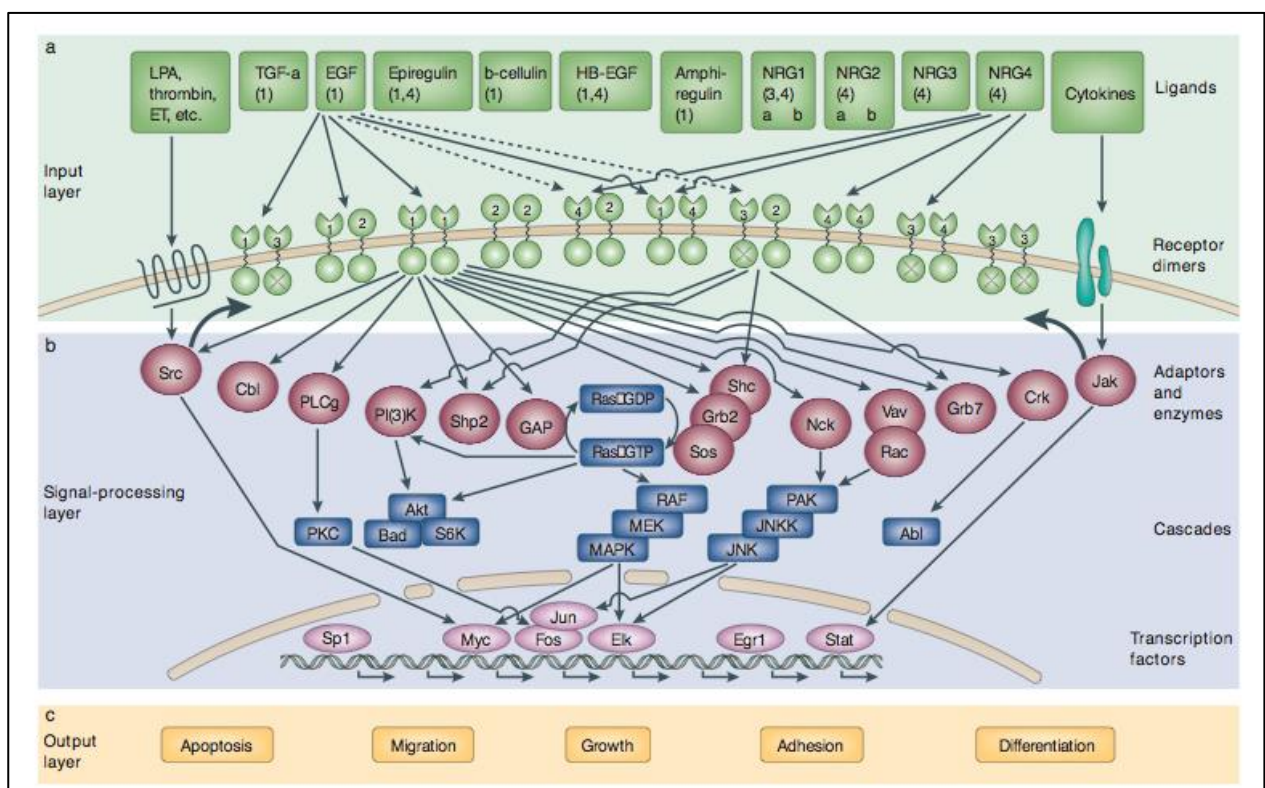 a
LPA,
thrombin,
ET, etc.
TGF-a
(1)
EGF
(1)
Epiregulin
(1,4)
b-cellulin
(1)
HB-EGF
(1,4)
Amphi-
regulin
(1)
NRG1
(3,4)
a b
NRG2
(4)
a b
NRG3
(4)
NRG4
(4)
Cytokines
Ligands
Input
layer
1 3
1 2
1 1
2 2
4 2
1 4
3 2
4 4
3 4
3 3
Receptor
dimers
b
Src
Cbl
PLCg
PI(3)K
Shp2
GAP
Ras▯GDP
Ras▯GTP
Shc
Grb2
Sos
Nck
Vav
Rac
Grb7
Crk
Jak
Adaptors
and
enzymes
Signal-processing
layer
PKC
Akt
Bad
S6K
RAF
MEK
MAPK
PAK
JNKK
JNK
Abl
Cascades
Sp1
Myc
Jun
Fos
Elk
Egr1
Stat
Transcription
factors
c
Output
layer
Apoptosis
Migration
Growth
Adhesion
Differentiation